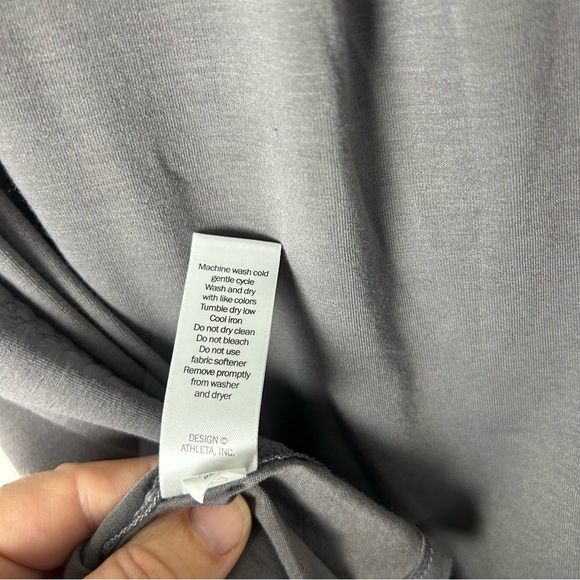 Machine wash cold
gentle cycle
Wash and dry
with like colors
Tumble dry low
Cool iron
Do not dry clean
Do not bleach
Do not use
fabric softener
Remove promptly
from washer
and dryer
DESIGN ©
ATHLETA, INC.